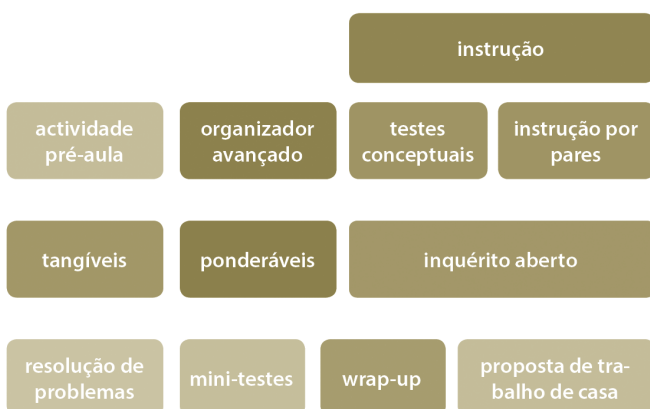 instrução
actividade
pré-aula
organizador
avançado
testes
conceptuais
instrução por
pares
tangíveis
ponderáveis
inquérito aberto
resolução de
problemas
mini-testes
wrap-up
proposta de tra-
balho de casa